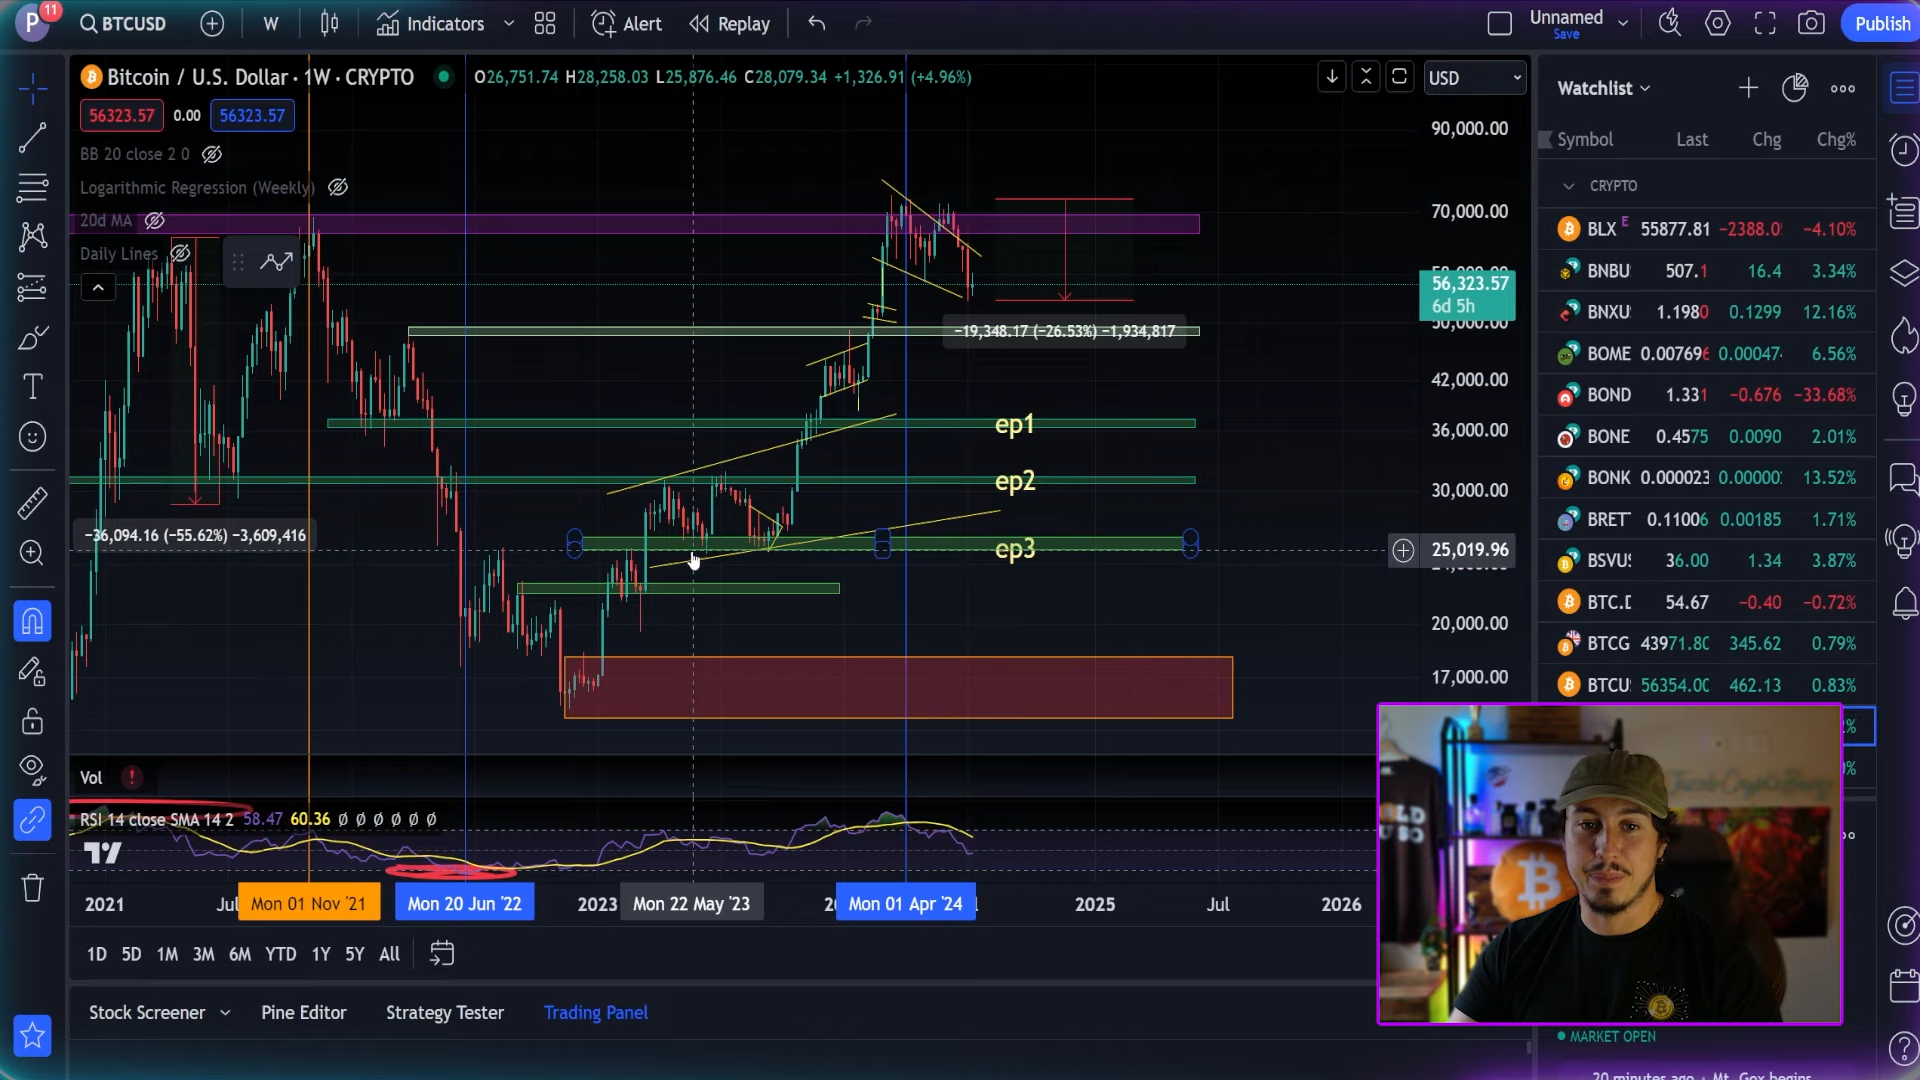 P 11 BTCUSD W Indicators Alert Replay Unnamed Save Publish
Bitcoin / U.S. Dollar · 1W · CRYPTO O26,751.74 H28,258.03 L25,876.46 C28,079.34 +1,326.91 (+4.96%) USD
56323.57 0.00 56323.57
BB 20 close 2 0
Logarithmic Regression (Weekly)
20d MA
Daily Lines
90,000.00
70,000.00
56,323.57
6d 5h
50,000.00
−19,348.17 (−26.53%) −1,934,817
42,000.00
ep1
36,000.00
ep2
30,000.00
−36,094.16 (−55.62%) −3,609,416
ep3
25,019.96
20,000.00
17,000.00
Vol
RSI 14 close SMA 14 2 58.47 60.36 Ø Ø Ø Ø Ø Ø
2021 Jul Mon 01 Nov '21 Mon 20 Jun '22 2023 Mon 22 May '23 Mon 01 Apr '24 2025 Jul 2026
1D 5D 1M 3M 6M YTD 1Y 5Y All
Stock Screener Pine Editor Strategy Tester Trading Panel
Watchlist
Symbol Last Chg Chg%
CRYPTO
BLX E 55877.81 −2388.0 −4.10%
BNBU 507.1 16.4 3.34%
BNXU 1.1980 0.1299 12.16%
BOME 0.007696 0.000474 6.56%
BOND 1.331 −0.676 −33.68%
BONE 0.4575 0.0090 2.01%
BONK 0.000023 0.00000 13.52%
BRET 0.11006 0.00185 1.71%
BSVU 36.00 1.34 3.87%
BTC.D 54.67 −0.40 −0.72%
BTCG 43971.80 345.62 0.79%
BTCU 56354.00 462.13 0.83%
MARKET OPEN
20 minutes ago · Mt. Gox begins